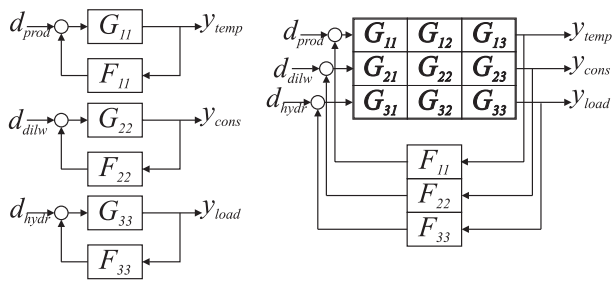 d_prod G_11 y_temp
F_11
d_dilw G_22 y_cons
F_22
d_hydr G_33 y_load
F_33
d_prod G_11 G_12 G_13 y_temp
d_dilw G_21 G_22 G_23 y_cons
d_hydr G_31 G_32 G_33 y_load
F_11
F_22
F_33